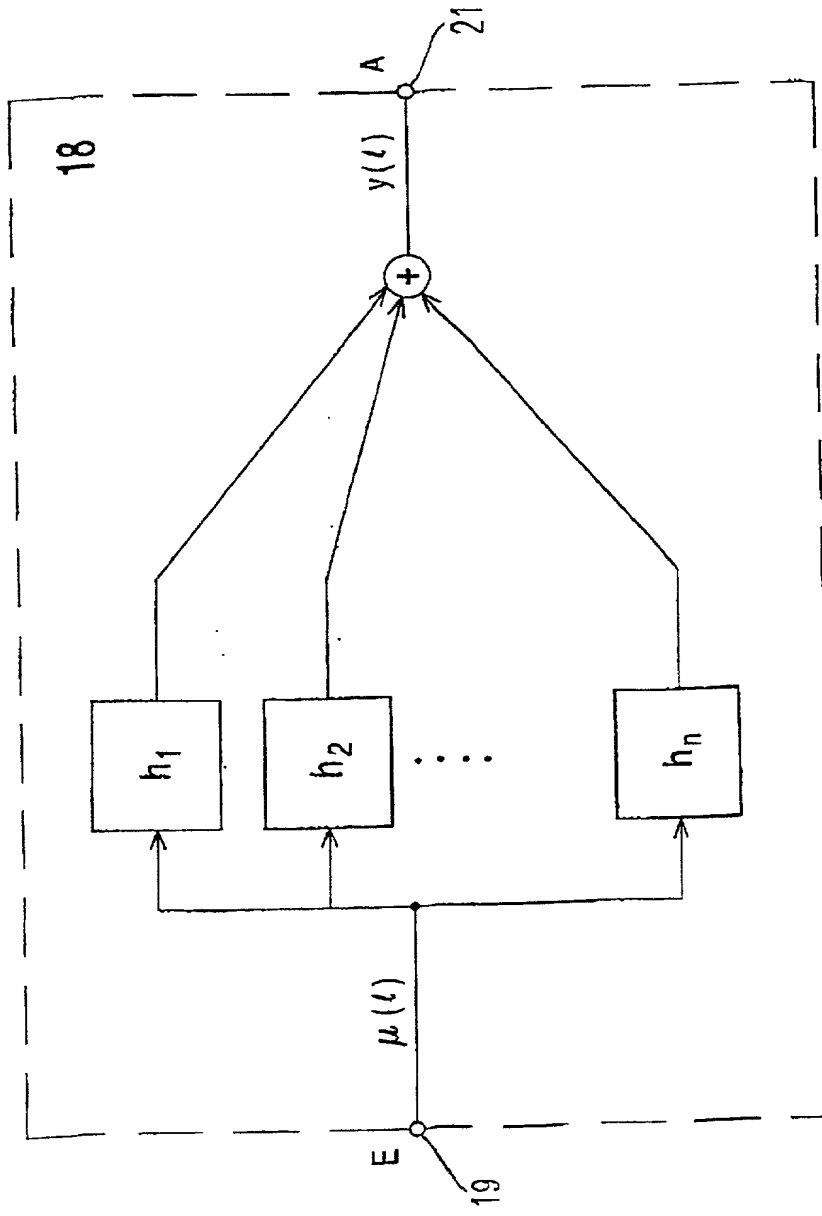 18
E
19
μ(ℓ)
h1
h2
. . . .
hn
+
y(ℓ)
A
21